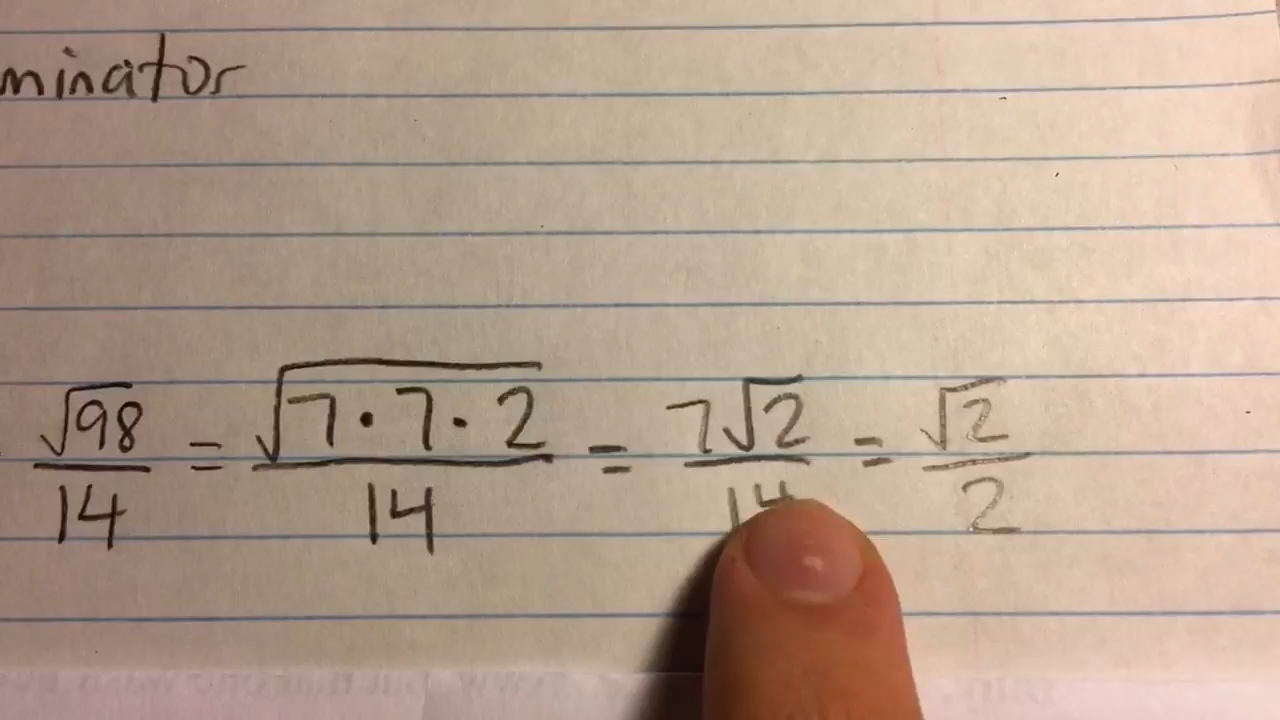 minator
√98/14 = √7·7·2/14 = 7√2/14 = √2/2